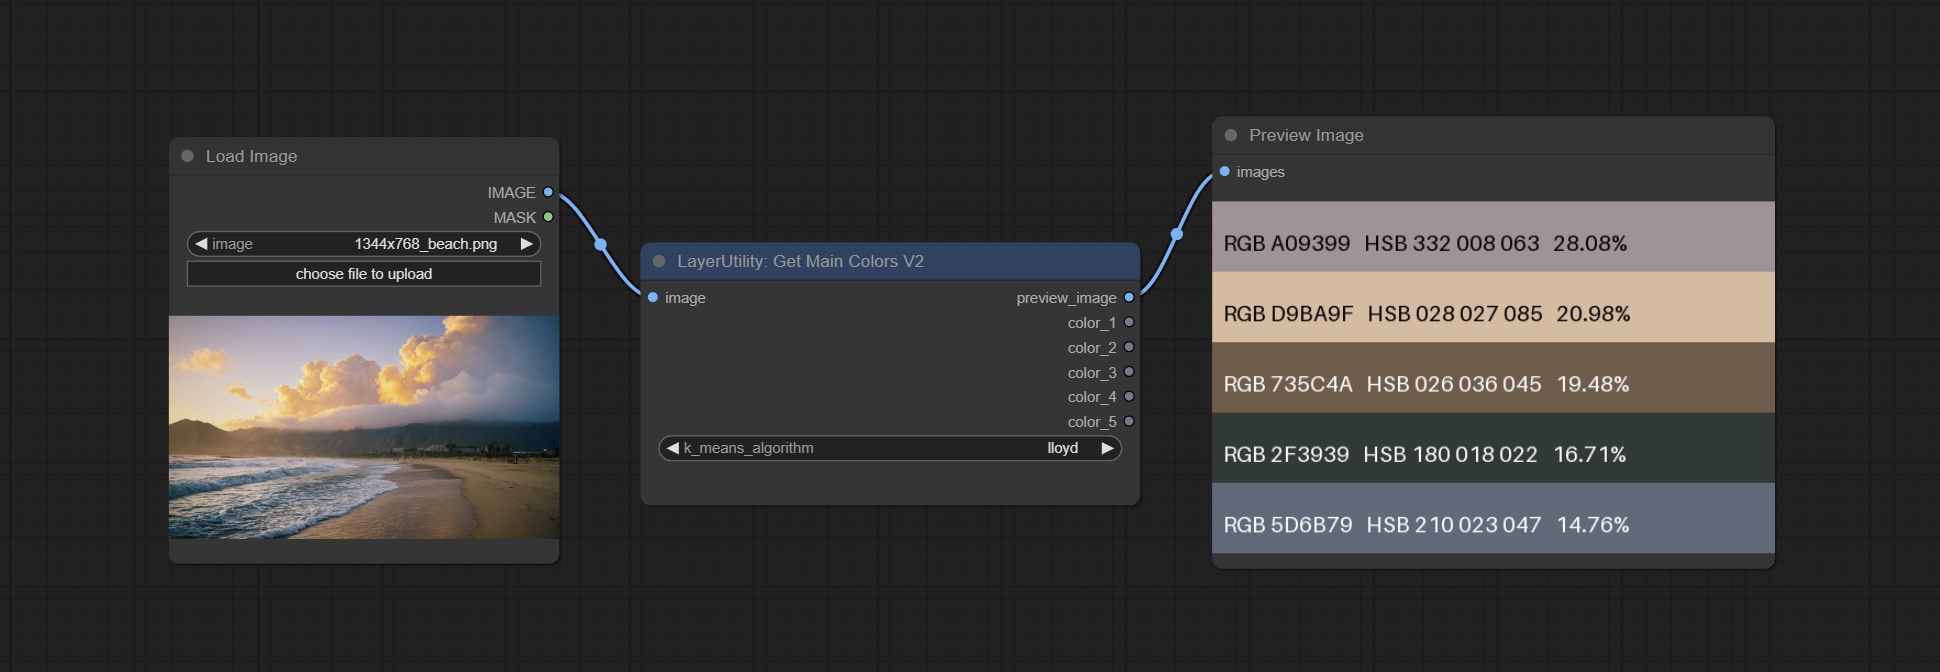 Load Image
IMAGE
MASK
image 1344x768_beach.png
choose file to upload
LayerUtility: Get Main Colors V2
image preview_image
color_1
color_2
color_3
color_4
color_5
k_means_algorithm lloyd
Preview Image
images
RGB A09399 HSB 332 008 063 28.08%
RGB D9BA9F HSB 028 027 085 20.98%
RGB 735C4A HSB 026 036 045 19.48%
RGB 2F3939 HSB 180 018 022 16.71%
RGB 5D6B79 HSB 210 023 047 14.76%